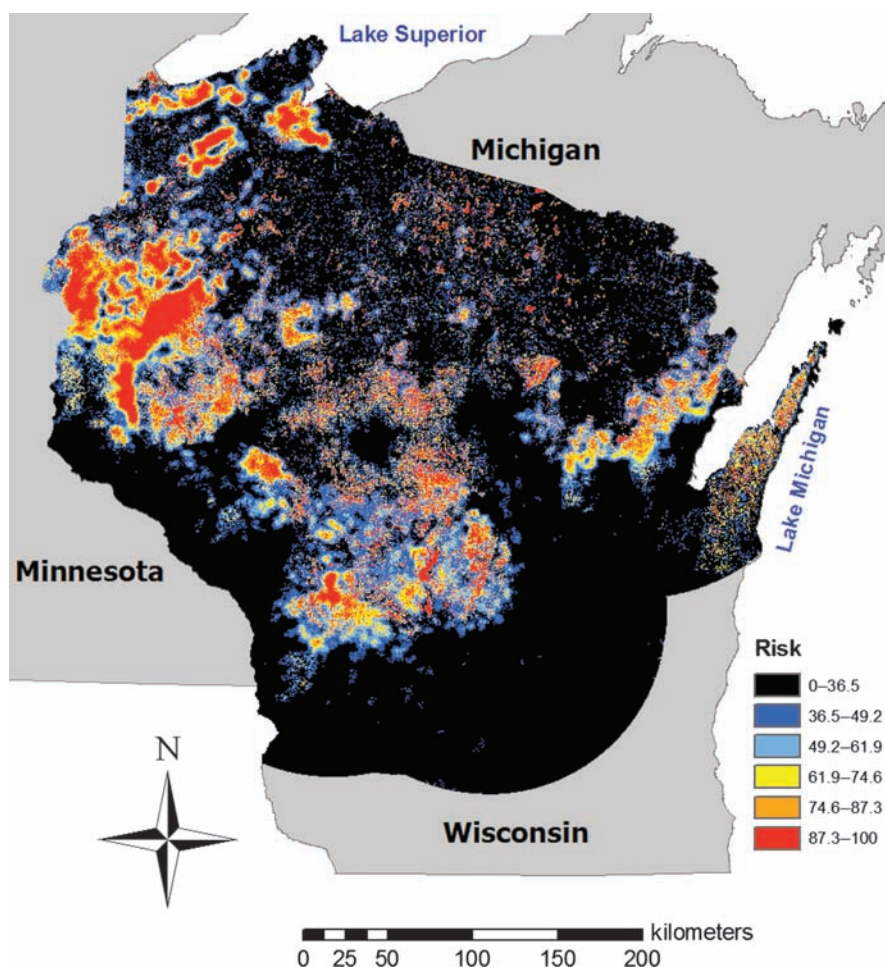 Lake Superior
Michigan
Lake Michigan
Minnesota
Risk
0–36.5
36.5–49.2
49.2–61.9
61.9–74.6
74.6–87.3
87.3–100
N
Wisconsin
kilometers
0 25 50 100 150 200